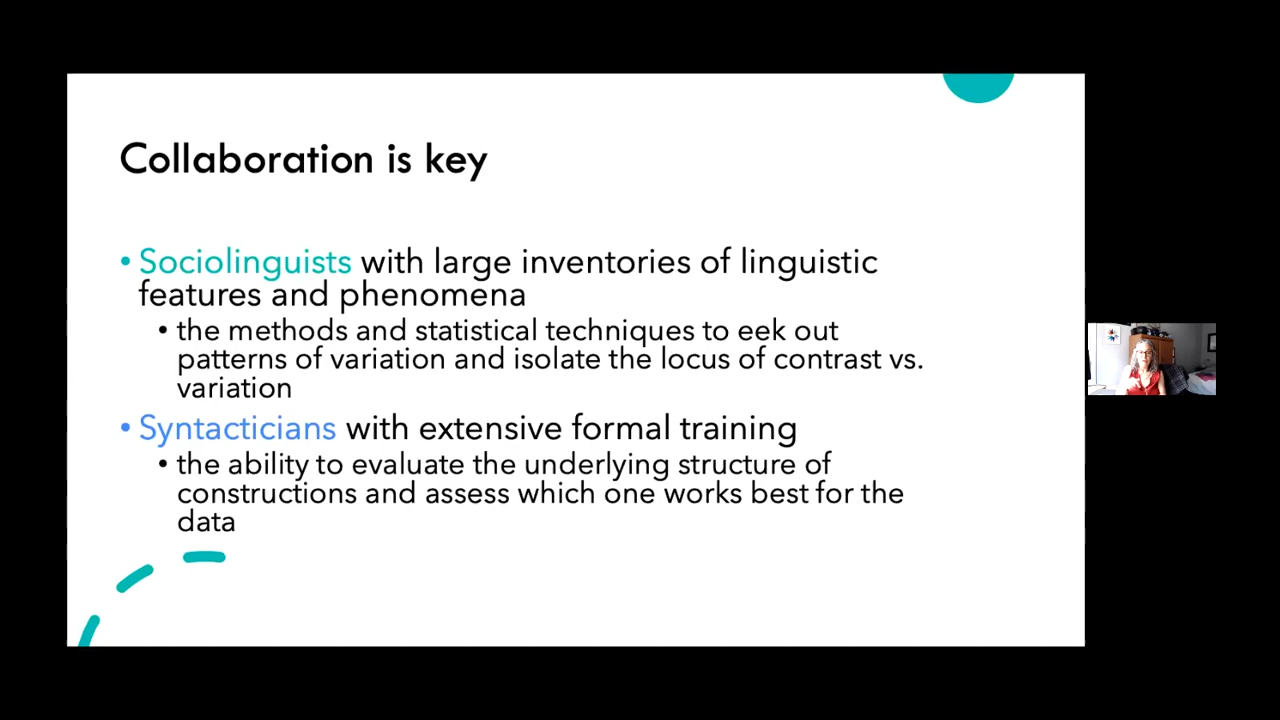 Collaboration is key
• Sociolinguists with large inventories of linguistic
features and phenomena
• the methods and statistical techniques to eek out
patterns of variation and isolate the locus of contrast vs.
variation
• Syntacticians with extensive formal training
• the ability to evaluate the underlying structure of
constructions and assess which one works best for the
data